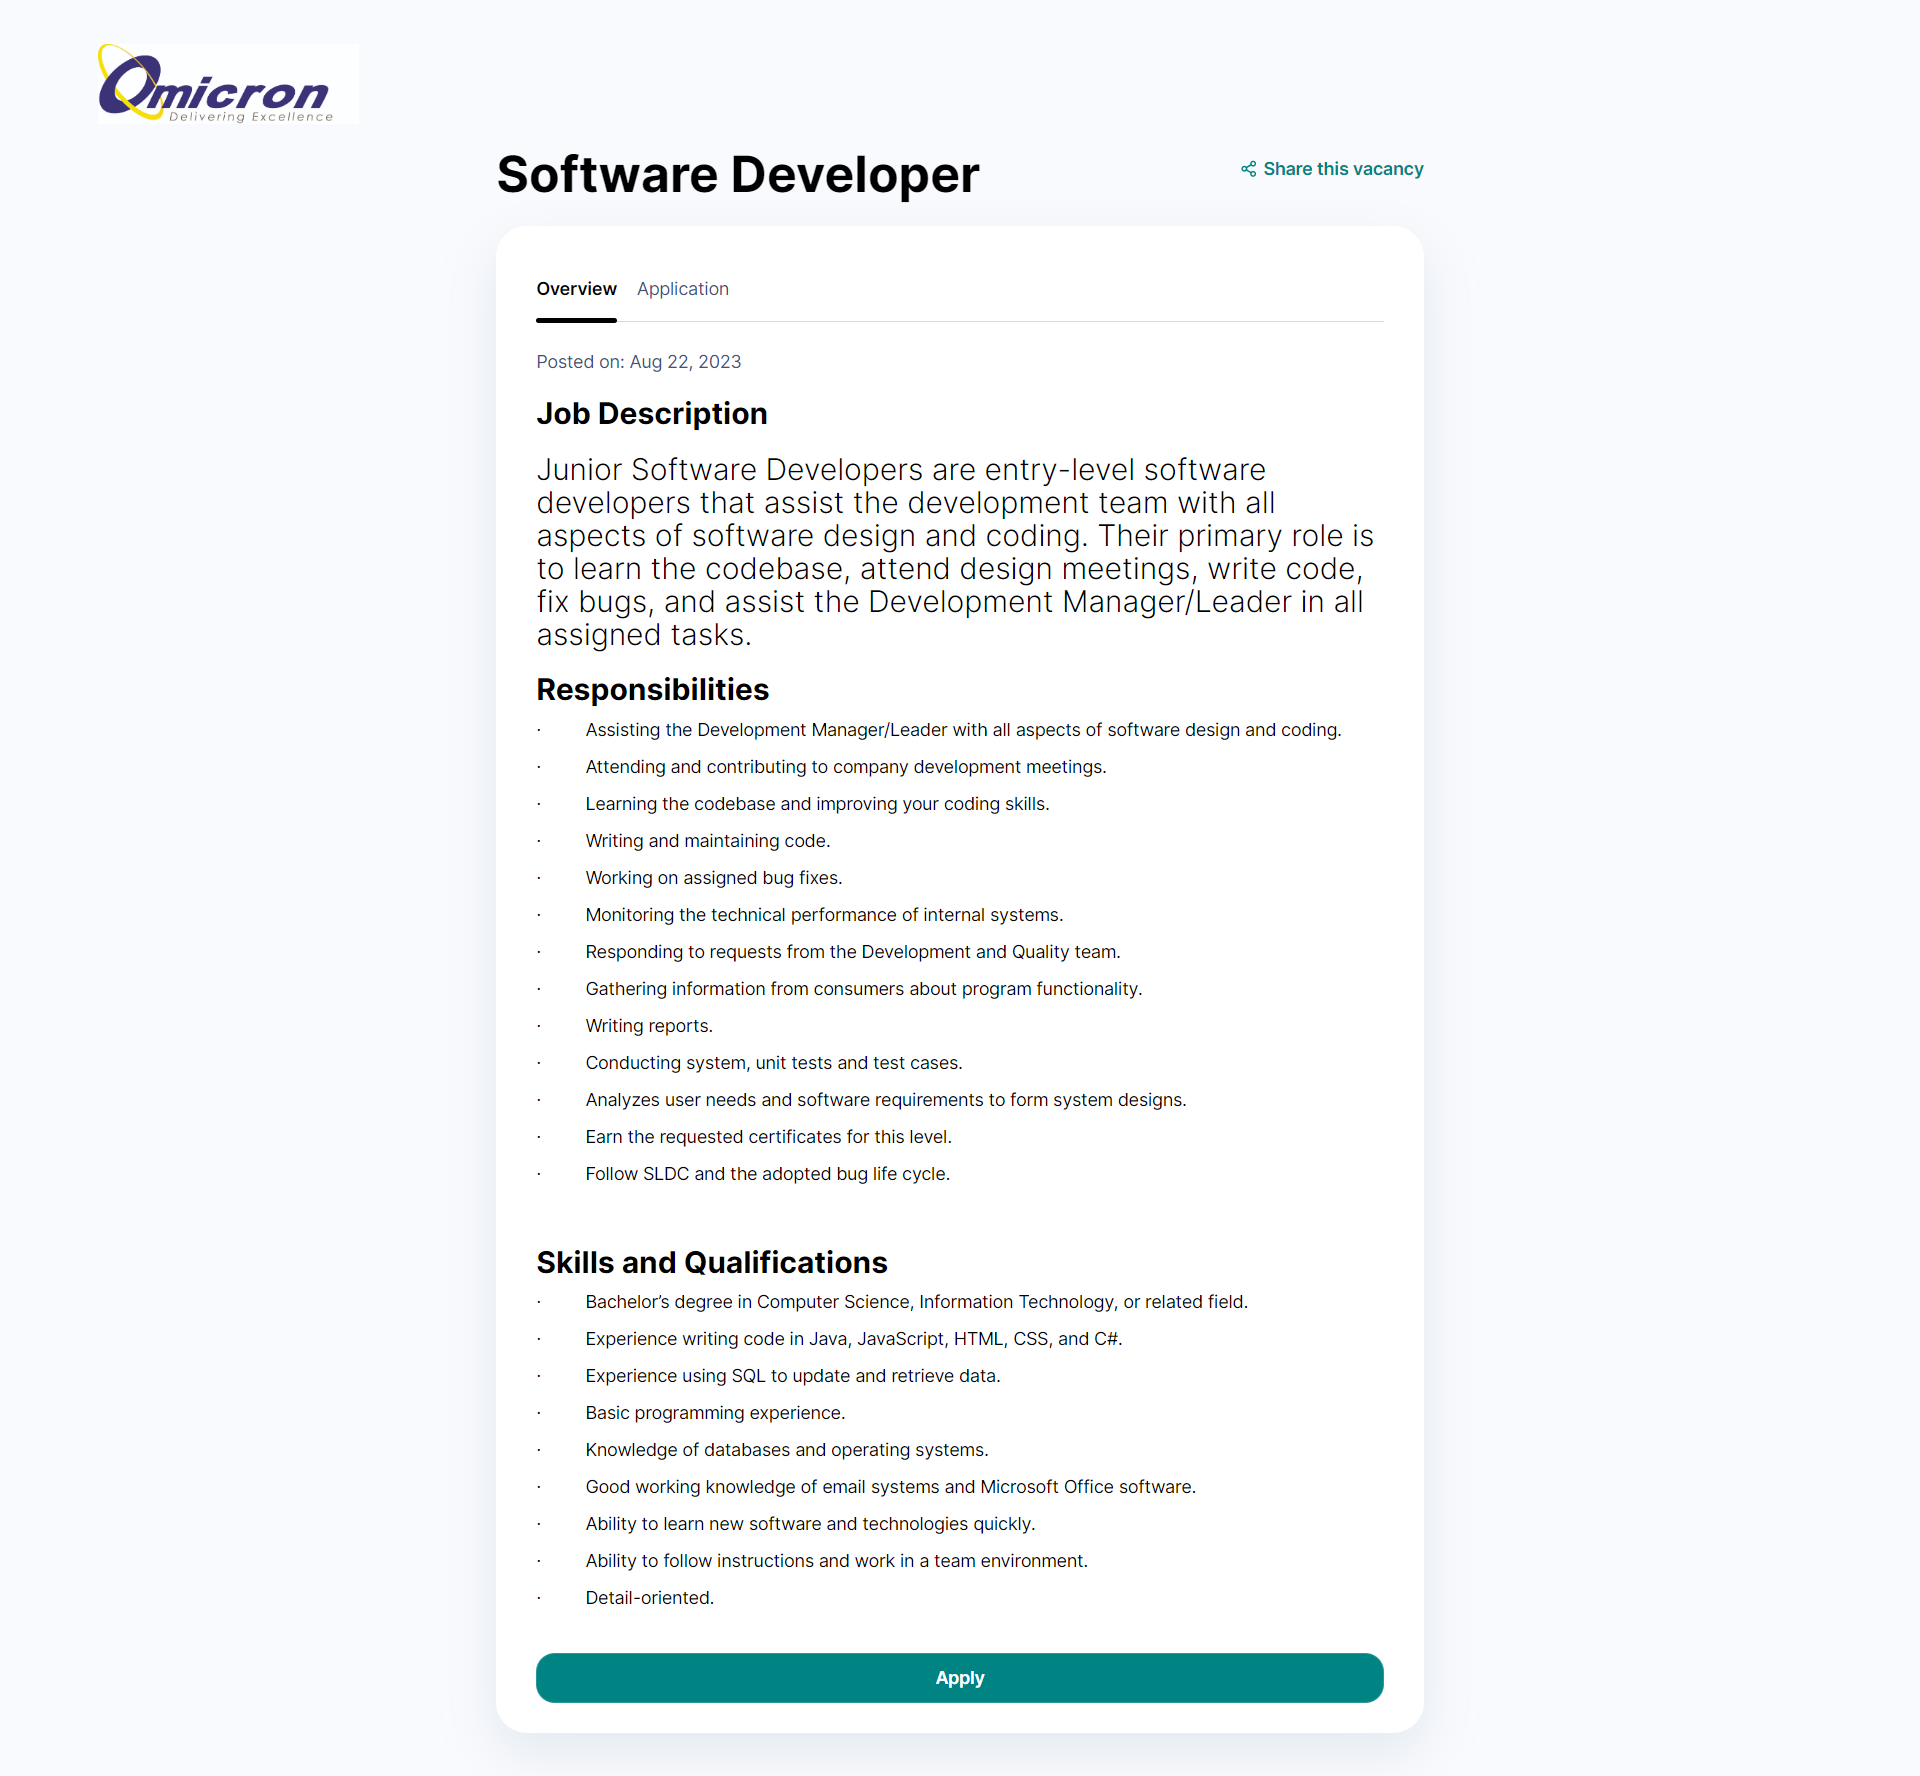 Omicron
Delivering Excellence
Software Developer
Share this vacancy
Overview
Application
Posted on: Aug 22, 2023
Job Description
Junior Software Developers are entry-level software
developers that assist the development team with all
aspects of software design and coding. Their primary role is
to learn the codebase, attend design meetings, write code,
fix bugs, and assist the Development Manager/Leader in all
assigned tasks.
Responsibilities
· Assisting the Development Manager/Leader with all aspects of software design and coding.
· Attending and contributing to company development meetings.
· Learning the codebase and improving your coding skills.
· Writing and maintaining code.
· Working on assigned bug fixes.
· Monitoring the technical performance of internal systems.
· Responding to requests from the Development and Quality team.
· Gathering information from consumers about program functionality.
· Writing reports.
· Conducting system, unit tests and test cases.
· Analyzes user needs and software requirements to form system designs.
· Earn the requested certificates for this level.
· Follow SLDC and the adopted bug life cycle.
Skills and Qualifications
· Bachelor’s degree in Computer Science, Information Technology, or related field.
· Experience writing code in Java, JavaScript, HTML, CSS, and C#.
· Experience using SQL to update and retrieve data.
· Basic programming experience.
· Knowledge of databases and operating systems.
· Good working knowledge of email systems and Microsoft Office software.
· Ability to learn new software and technologies quickly.
· Ability to follow instructions and work in a team environment.
· Detail-oriented.
Apply